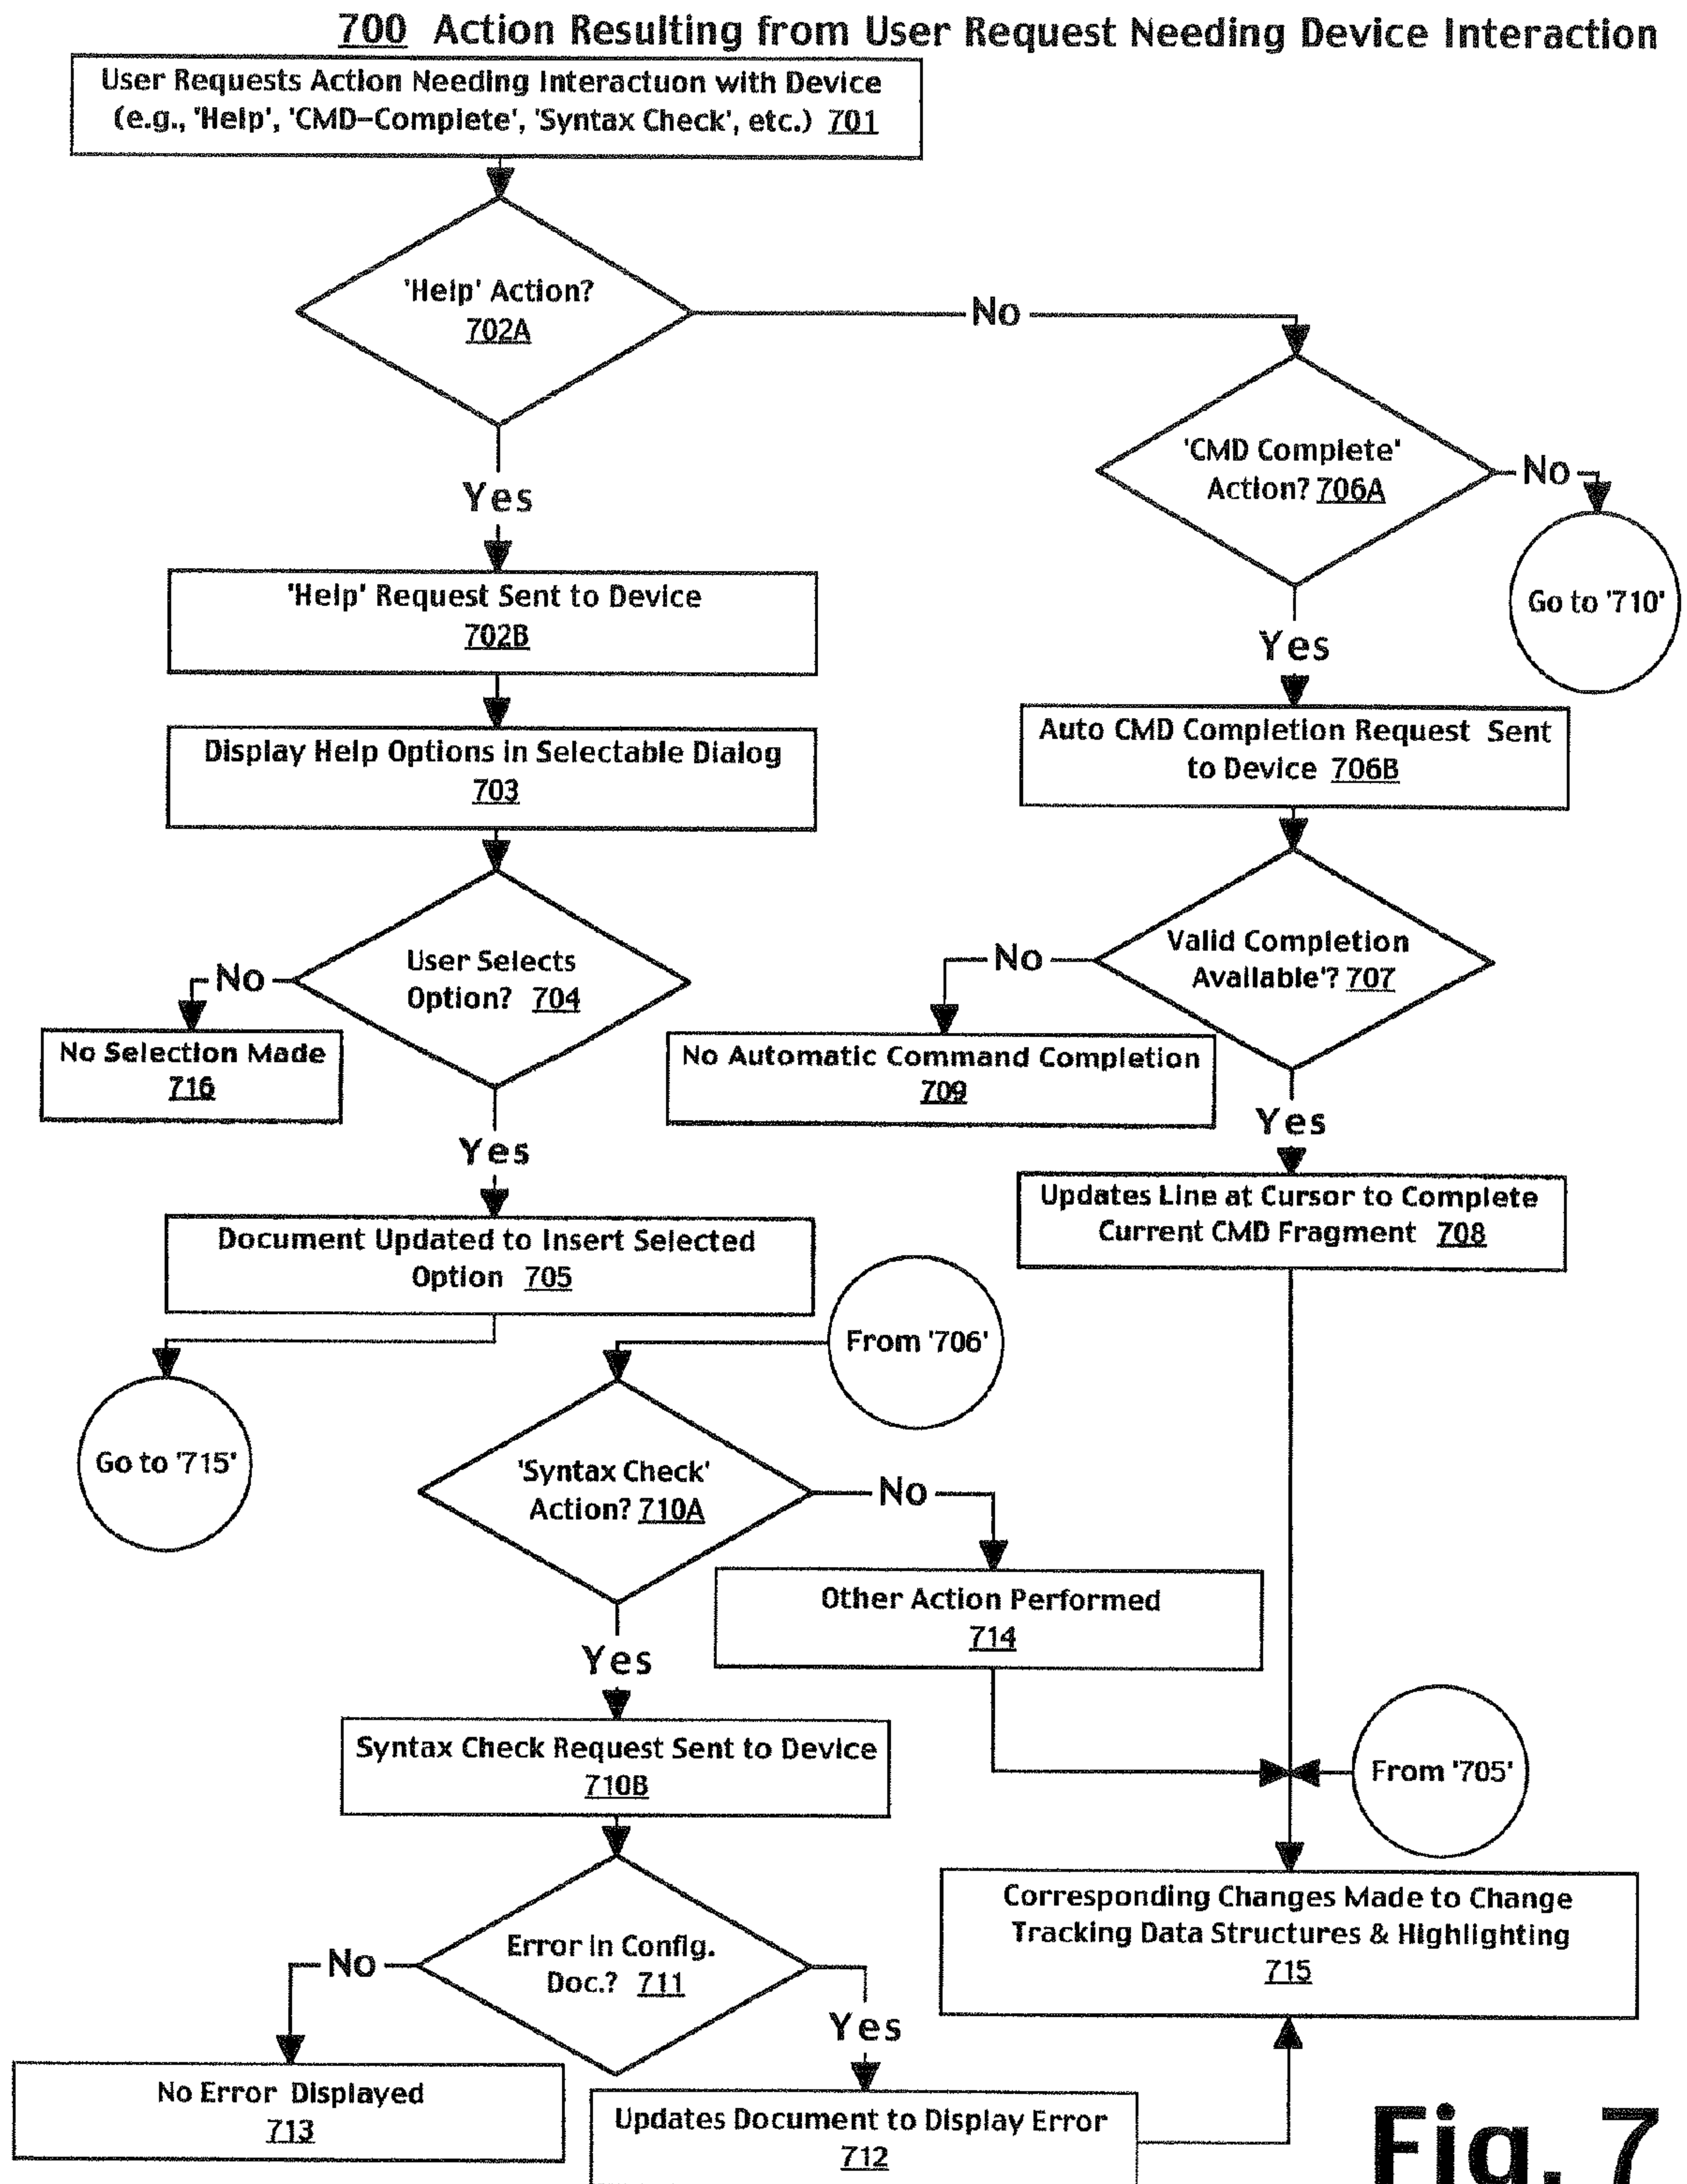 700 Action Resulting from User Request Needing Device Interaction
User Requests Action Needing Interactuon with Device
(e.g., 'Help', 'CMD-Complete', 'Syntax Check', etc.) 701
'Help' Action?
702A
No
'CMD Complete'
Action? 706A
No
Go to '710'
Yes
'Help' Request Sent to Device
702B
Yes
Display Help Options in Selectable Dialog
703
Auto CMD Completion Request Sent
to Device 706B
User Selects
Option? 704
No
No Selection Made
716
Valid Completion
Available'? 707
No
No Automatic Command Completion
709
Yes
Yes
Document Updated to Insert Selected
Option 705
Updates Line at Cursor to Complete
Current CMD Fragment 708
From '706'
Go to '715'
'Syntax Check'
Action? 710A
No
Other Action Performed
714
Yes
Syntax Check Request Sent to Device
710B
From '705'
Corresponding Changes Made to Change
Tracking Data Structures & Highlighting
715
Error in Config.
Doc.? 711
No
Yes
No Error Displayed
713
Updates Document to Display Error
712
Fig. 7